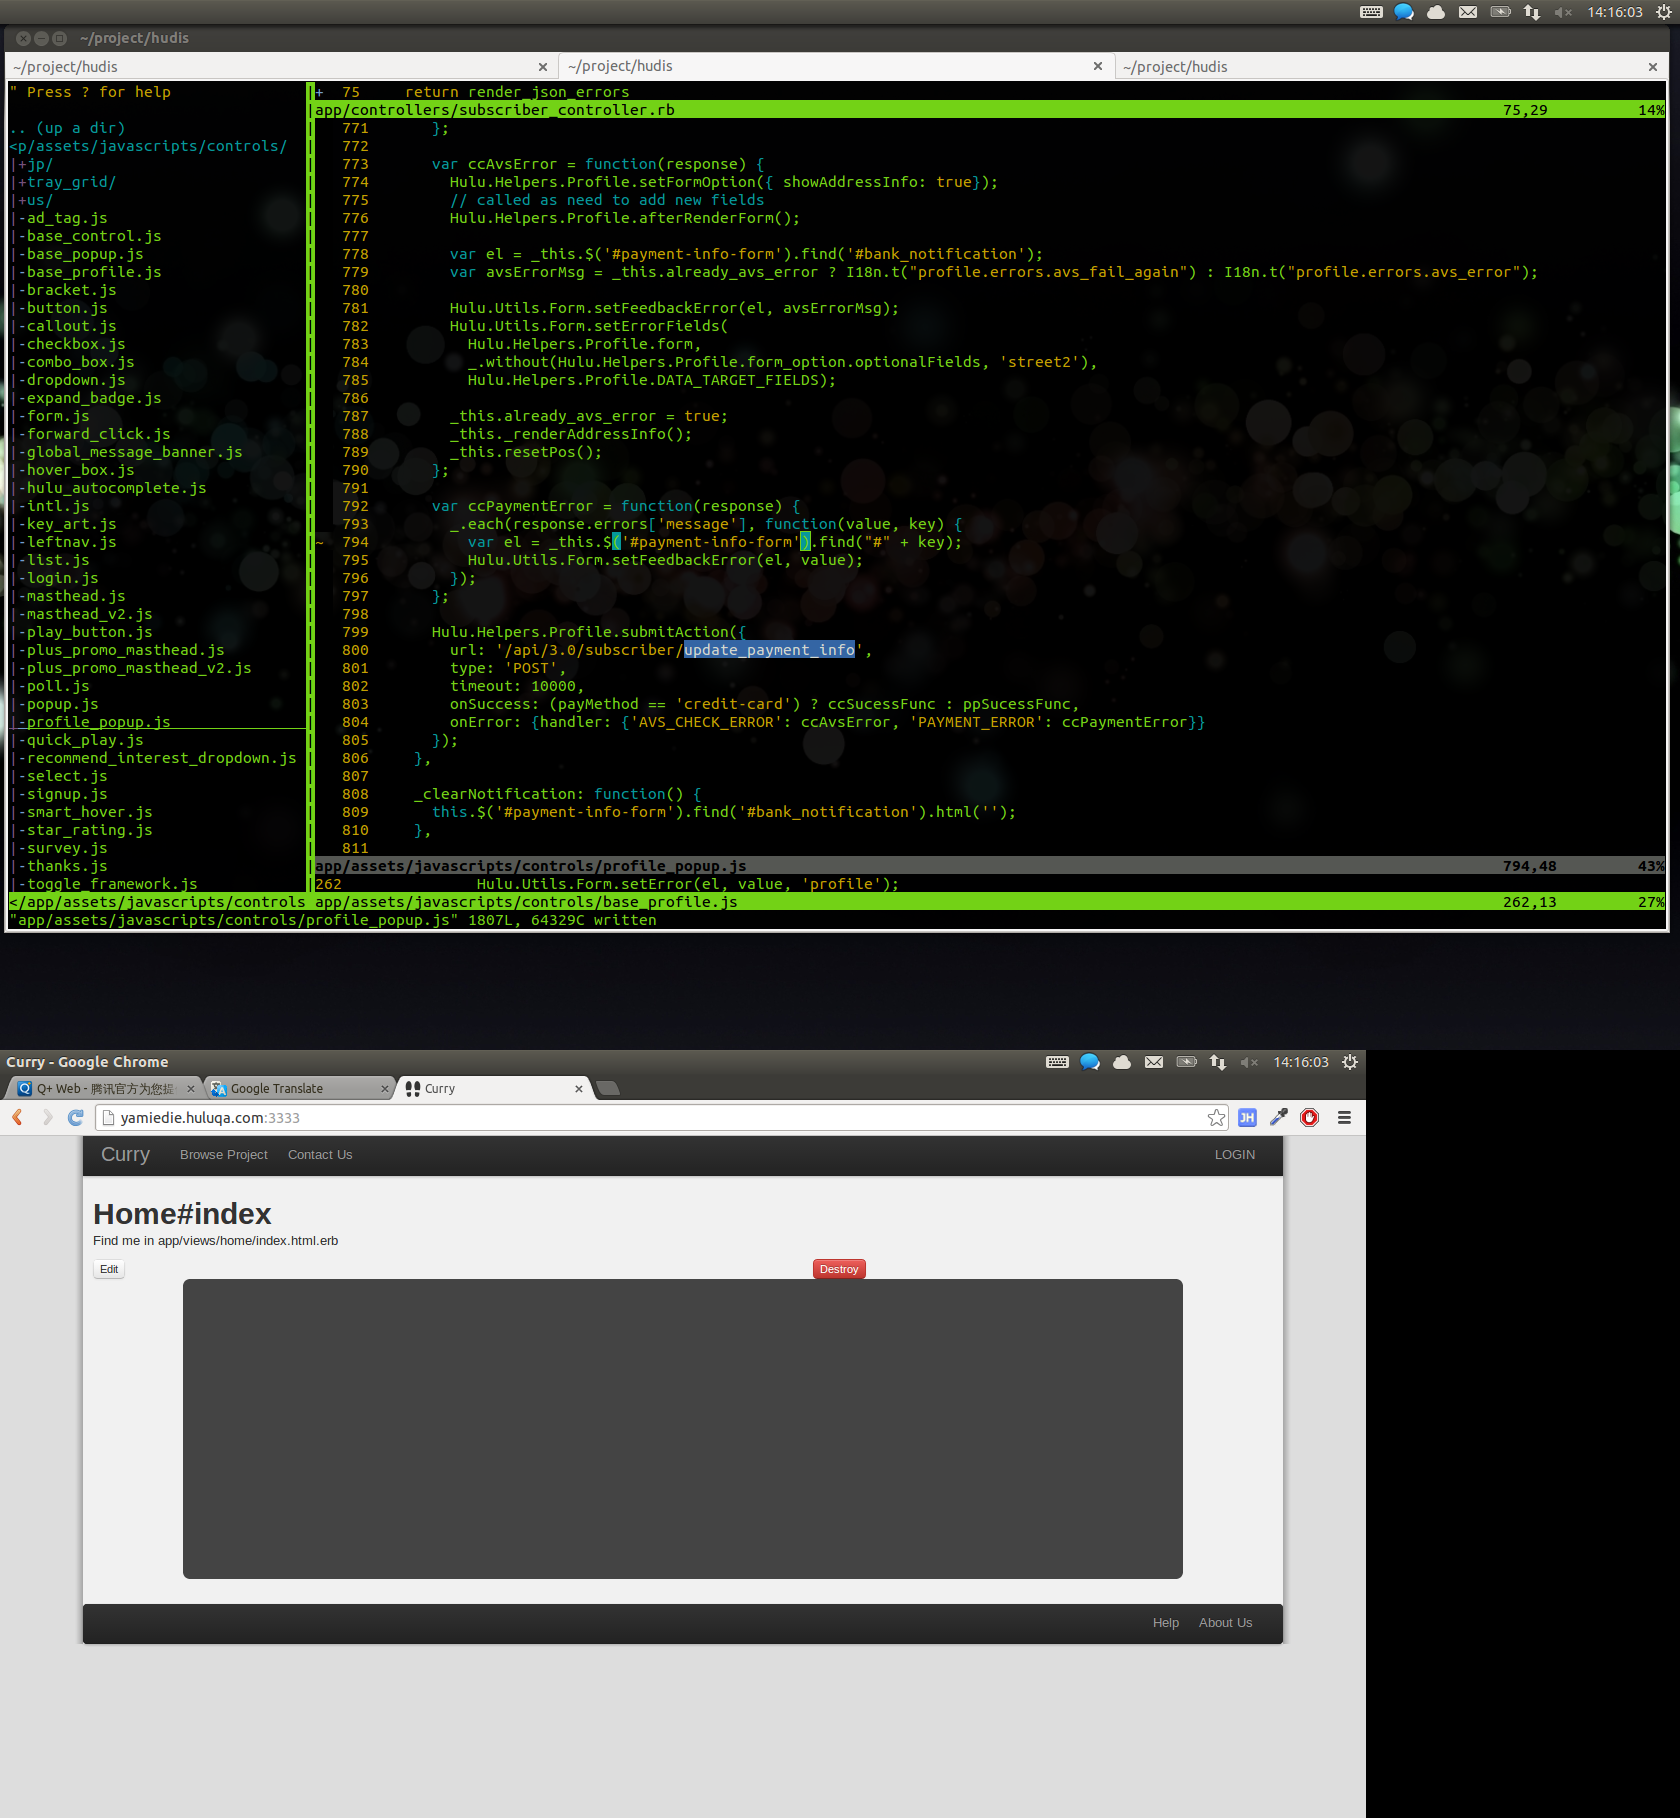 14:16:03
~/project/hudis
~/project/hudis
~/project/hudis
~/project/hudis
" Press ? for help
.. (up a dir)
<p/assets/javascripts/controls/
|+jp/
|+tray_grid/
|+us/
|-ad_tag.js
|-base_control.js
|-base_popup.js
|-base_profile.js
|-bracket.js
|-button.js
|-callout.js
|-checkbox.js
|-combo_box.js
|-dropdown.js
|-expand_badge.js
|-form.js
|-forward_click.js
|-global_message_banner.js
|-hover_box.js
|-hulu_autocomplete.js
|-intl.js
|-key_art.js
|-leftnav.js
|-list.js
|-login.js
|-masthead.js
|-masthead_v2.js
|-play_button.js
|-plus_promo_masthead.js
|-plus_promo_masthead_v2.js
|-poll.js
|-popup.js
|-profile_popup.js
|-quick_play.js
|-recommend_interest_dropdown.js
|-select.js
|-signup.js
|-smart_hover.js
|-star_rating.js
|-survey.js
|-thanks.js
|-toggle_framework.js
</app/assets/javascripts/controls
+ 75 return render_json_errors
app/controllers/subscriber_controller.rb 75,29 14%
771 };
772
773 var ccAvsError = function(response) {
774 Hulu.Helpers.Profile.setFormOption({ showAddressInfo: true});
775 // called as need to add new fields
776 Hulu.Helpers.Profile.afterRenderForm();
777
778 var el = _this.$('#payment-info-form').find('#bank_notification');
779 var avsErrorMsg = _this.already_avs_error ? I18n.t("profile.errors.avs_fail_again") : I18n.t("profile.errors.avs_error");
780
781 Hulu.Utils.Form.setFeedbackError(el, avsErrorMsg);
782 Hulu.Utils.Form.setErrorFields(
783 Hulu.Helpers.Profile.form,
784 _.without(Hulu.Helpers.Profile.form_option.optionalFields, 'street2'),
785 Hulu.Helpers.Profile.DATA_TARGET_FIELDS);
786
787 _this.already_avs_error = true;
788 _this._renderAddressInfo();
789 _this.resetPos();
790 };
791
792 var ccPaymentError = function(response) {
793 _.each(response.errors['message'], function(value, key) {
~ 794 var el = _this.$('#payment-info-form').find("#" + key);
795 Hulu.Utils.Form.setFeedbackError(el, value);
796 });
797 };
798
799 Hulu.Helpers.Profile.submitAction({
800 url: '/api/3.0/subscriber/update_payment_info',
801 type: 'POST',
802 timeout: 10000,
803 onSuccess: (payMethod == 'credit-card') ? ccSucessFunc : ppSucessFunc,
804 onError: {handler: {'AVS_CHECK_ERROR': ccAvsError, 'PAYMENT_ERROR': ccPaymentError}}
805 });
806 },
807
808 _clearNotification: function() {
809 this.$('#payment-info-form').find('#bank_notification').html('');
810 },
811
app/assets/javascripts/controls/profile_popup.js 794,48 43%
262 Hulu.Utils.Form.setError(el, value, 'profile');
app/assets/javascripts/controls/base_profile.js 262,13 27%
"app/assets/javascripts/controls/profile_popup.js" 1807L, 64329C written
Curry - Google Chrome 14:16:03
Q+ Web - 腾讯官方为您提
Google Translate
Curry
yamiedie.huluqa.com:3333
JH
Curry Browse Project Contact Us LOGIN
Home#index
Find me in app/views/home/index.html.erb
Edit Destroy
Help About Us